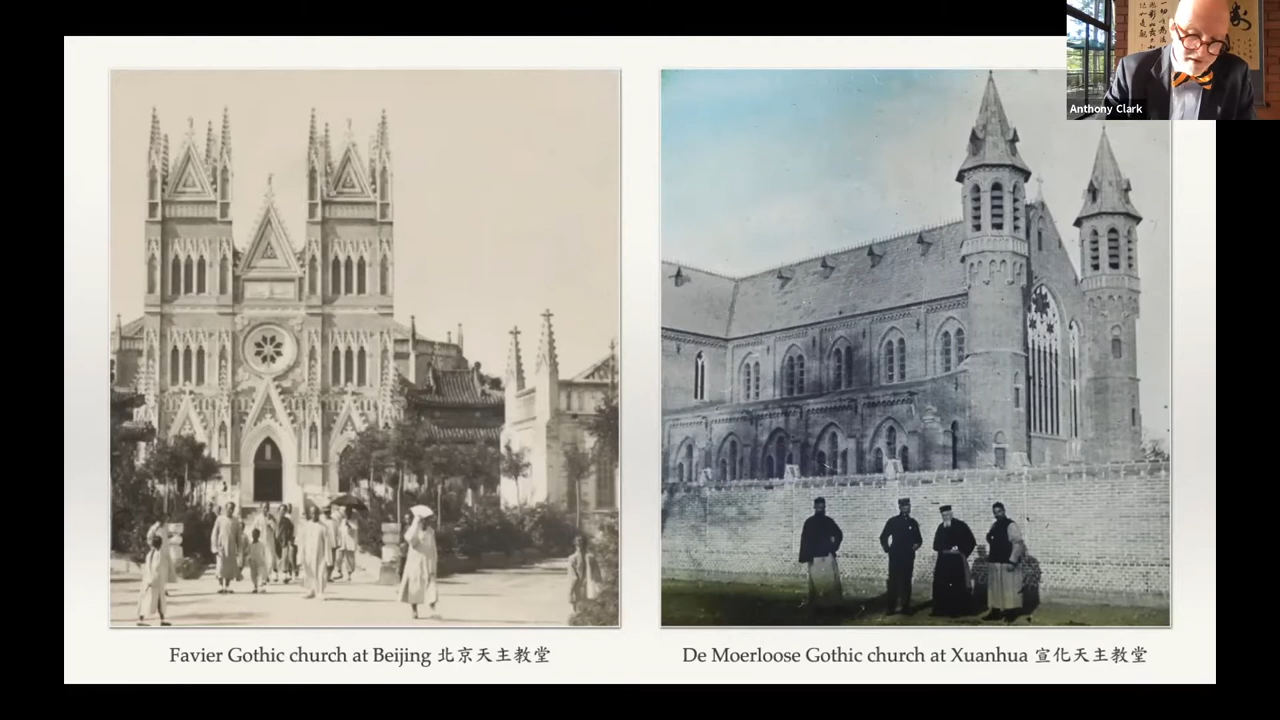 Anthony Clark
Favier Gothic church at Beijing 北京天主教堂
De Moerloose Gothic church at Xuanhua 宣化天主教堂